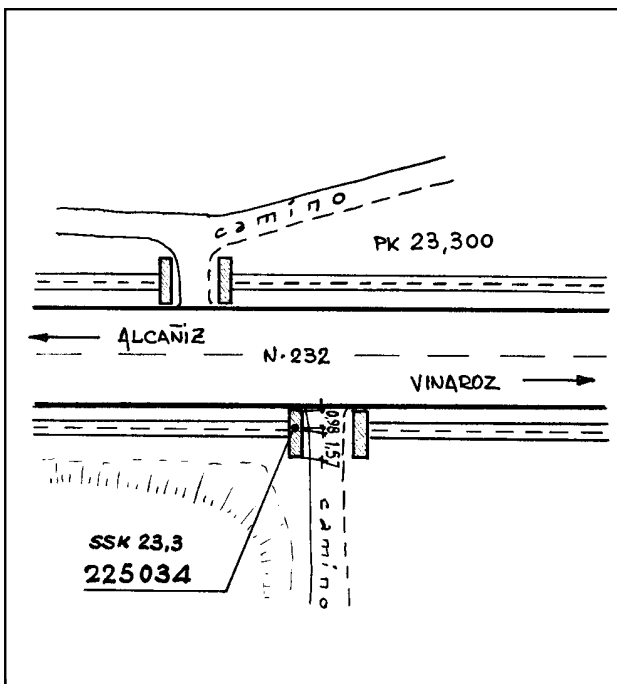 camino
PK 23,300
ALCAÑIZ
N-232
VINAROZ
0,98 1,57
camino
SSK 23,3
225034